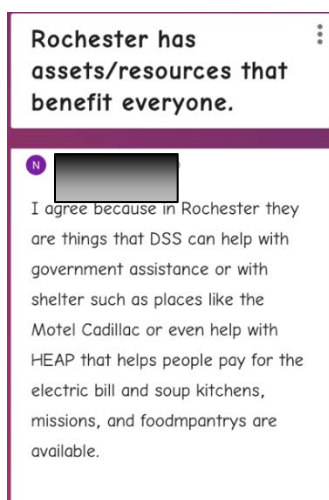 Rochester has
assets/resources that
benefit everyone.
N
I agree because in Rochester they
are things that DSS can help with
government assistance or with
shelter such as places like the
Motel Cadillac or even help with
HEAP that helps people pay for the
electric bill and soup kitchens,
missions, and foodmpantrys are
available.